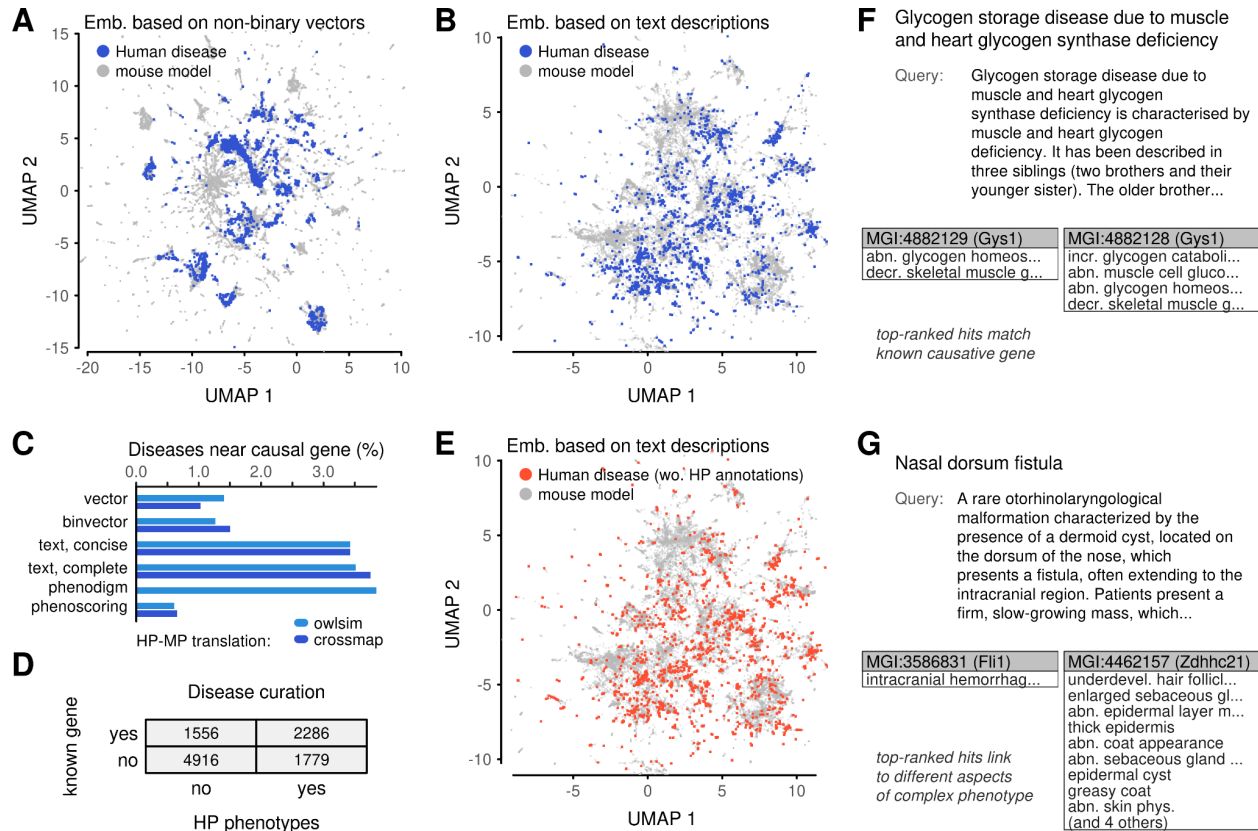 A
Emb. based on non-binary vectors
Human disease
mouse model
15
10
5
0
-5
-10
-15
UMAP 2
-20
-15
-10
-5
0
5
10
UMAP 1
B
Emb. based on text descriptions
Human disease
mouse model
10
5
0
-5
-10
UMAP 2
-5
0
5
10
UMAP 1
F
Glycogen storage disease due to muscle
and heart glycogen synthase deficiency
Query:
Glycogen storage disease due to
muscle and heart glycogen
synthase deficiency is characterised by
muscle and heart glycogen
deficiency. It has been described in
three siblings (two brothers and their
younger sister). The older brother...
MGI:4882129 (Gys1)
abn. glycogen homeos...
decr. skeletal muscle g...
MGI:4882128 (Gys1)
incr. glycogen cataboli...
abn. muscle cell gluco...
abn. glycogen homeos...
decr. skeletal muscle g...
top-ranked hits match
known causative gene
C
Diseases near causal gene (%)
0.0
1.0
2.0
3.0
vector
binvector
text, concise
text, complete
phenodigm
phenoscoring
HP-MP translation:
owlsim
crossmap
D
Disease curation
known gene
yes
1556
2286
no
4916
1779
no
yes
HP phenotypes
E
Emb. based on text descriptions
Human disease (wo. HP annotations)
mouse model
10
5
0
-5
-10
UMAP 2
-5
0
5
10
UMAP 1
G
Nasal dorsum fistula
Query:
A rare otorhinolaryngological
malformation characterized by the
presence of a dermoid cyst, located on
the dorsum of the nose, which
presents a fistula, often extending to the
intracranial region. Patients present a
firm, slow-growing mass, which...
MGI:3586831 (Fli1)
intracranial hemorrhag...
MGI:4462157 (Zdhhc21)
underdevel. hair follicl...
enlarged sebaceous gl...
abn. epidermal layer m...
thick epidermis
abn. coat appearance
abn. sebaceous gland ...
epidermal cyst
greasy coat
abn. skin phys.
(and 4 others)
top-ranked hits link
to different aspects
of complex phenotype